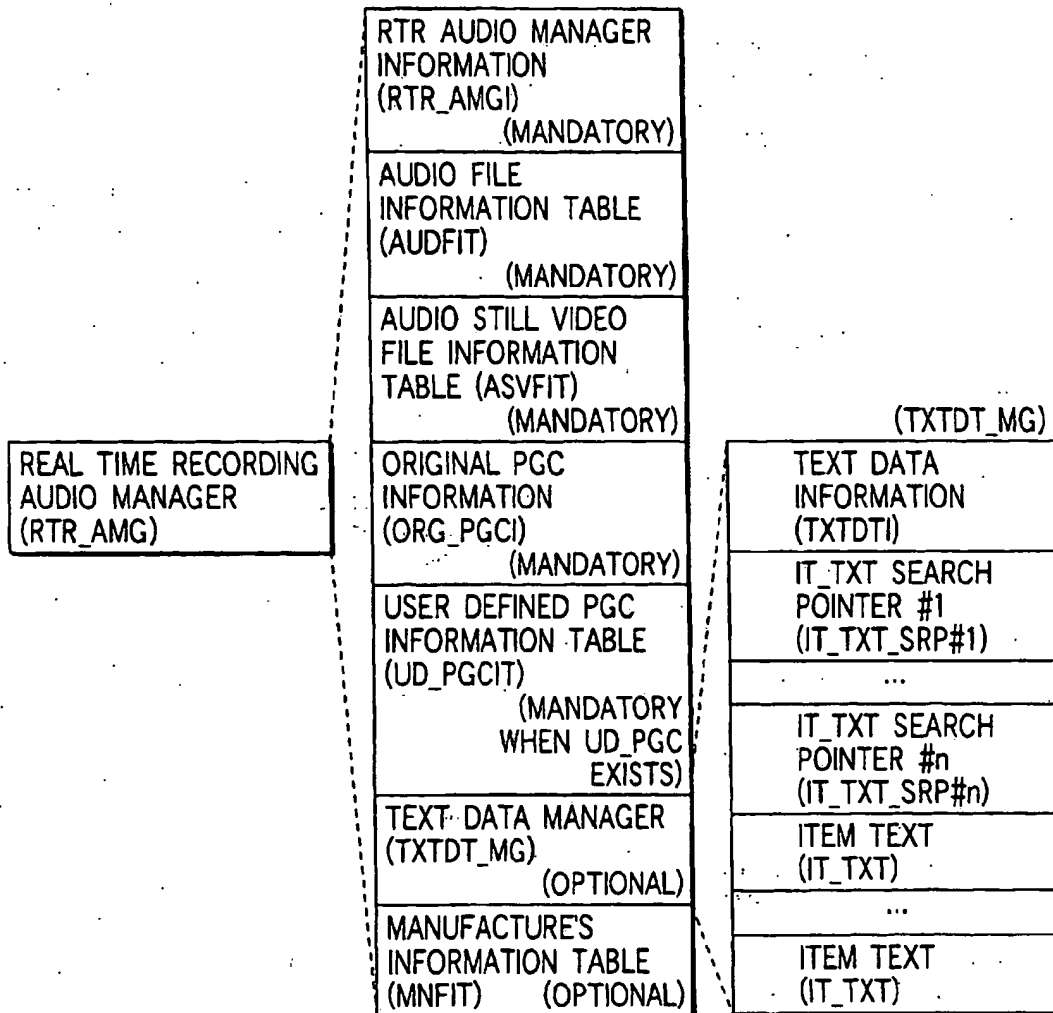 REAL TIME RECORDING
AUDIO MANAGER
(RTR_AMG)
RTR AUDIO MANAGER
INFORMATION
(RTR_AMGI)
(MANDATORY)
AUDIO FILE
INFORMATION TABLE
(AUDFIT)
(MANDATORY)
AUDIO STILL VIDEO
FILE INFORMATION
TABLE (ASVFIT)
(MANDATORY)
ORIGINAL PGC
INFORMATION
(ORG_PGCI)
(MANDATORY)
USER DEFINED PGC
INFORMATION TABLE
(UD_PGCIT)
(MANDATORY
WHEN UD_PGC
EXISTS)
TEXT DATA MANAGER
(TXTDT_MG)
(OPTIONAL)
MANUFACTURE'S
INFORMATION TABLE
(MNFIT) (OPTIONAL)
(TXTDT_MG)
TEXT DATA
INFORMATION
(TXTDTI)
IT_TXT SEARCH
POINTER #1
(IT_TXT_SRP#1)
...
IT_TXT SEARCH
POINTER #n
(IT_TXT_SRP#n)
ITEM TEXT
(IT_TXT)
...
ITEM TEXT
(IT_TXT)